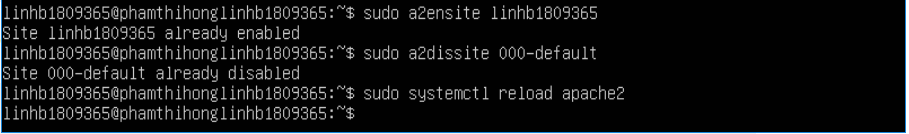 linhb1809365@phamthihonglinhb1809365:~$ sudo a2ensite linhb1809365
Site linhb1809365 already enabled
linhb1809365@phamthihonglinhb1809365:~$ sudo a2dissite 000-default
Site 000-default already disabled
linhb1809365@phamthihonglinhb1809365:~$ sudo systemctl reload apache2
linhb1809365@phamthihonglinhb1809365:~$